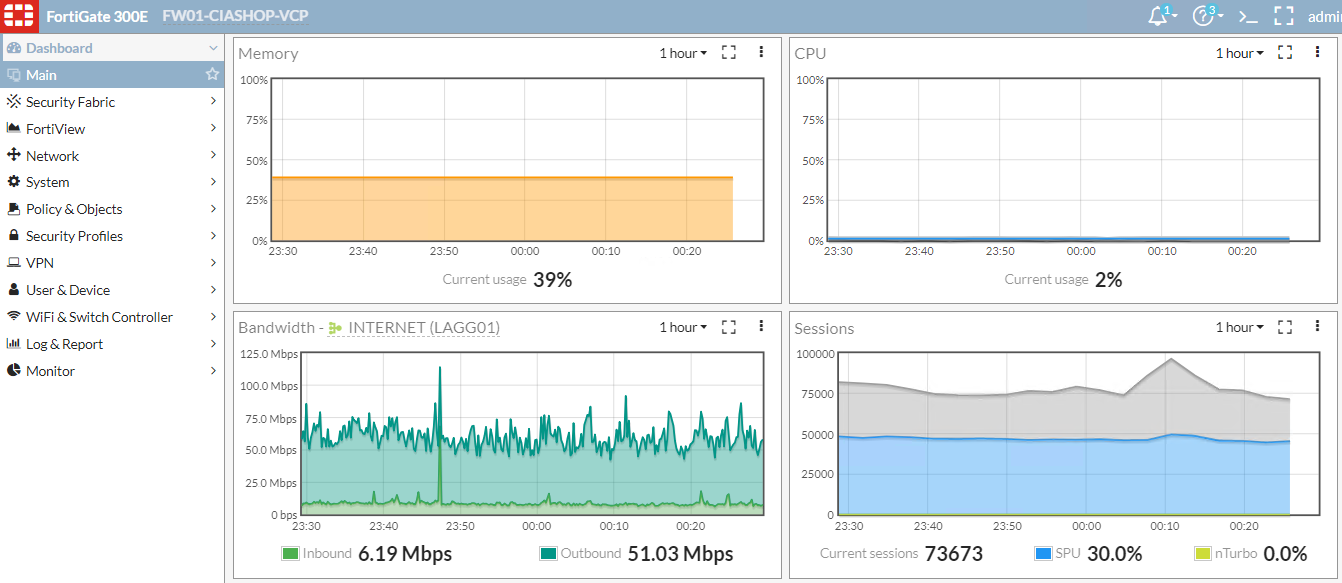 FortiGate 300E FW01-CIASHOP-VCP 1 3 admi
Dashboard
Main
Security Fabric
FortiView
Network
System
Policy & Objects
Security Profiles
VPN
User & Device
WiFi & Switch Controller
Log & Report
Monitor
Memory 1 hour
100%
75%
50%
25%
0%
23:30 23:40 23:50 00:00 00:10 00:20
Current usage 39%
CPU 1 hour
100%
75%
50%
25%
0%
23:30 23:40 23:50 00:00 00:10 00:20
Current usage 2%
Bandwidth - INTERNET (LAGG01) 1 hour
125.0 Mbps
100.0 Mbps
75.0 Mbps
50.0 Mbps
25.0 Mbps
0 bps
23:30 23:40 23:50 00:00 00:10 00:20
Inbound 6.19 Mbps Outbound 51.03 Mbps
Sessions 1 hour
100000
75000
50000
25000
0
23:30 23:40 23:50 00:00 00:10 00:20
Current sessions 73673 SPU 30.0% nTurbo 0.0%